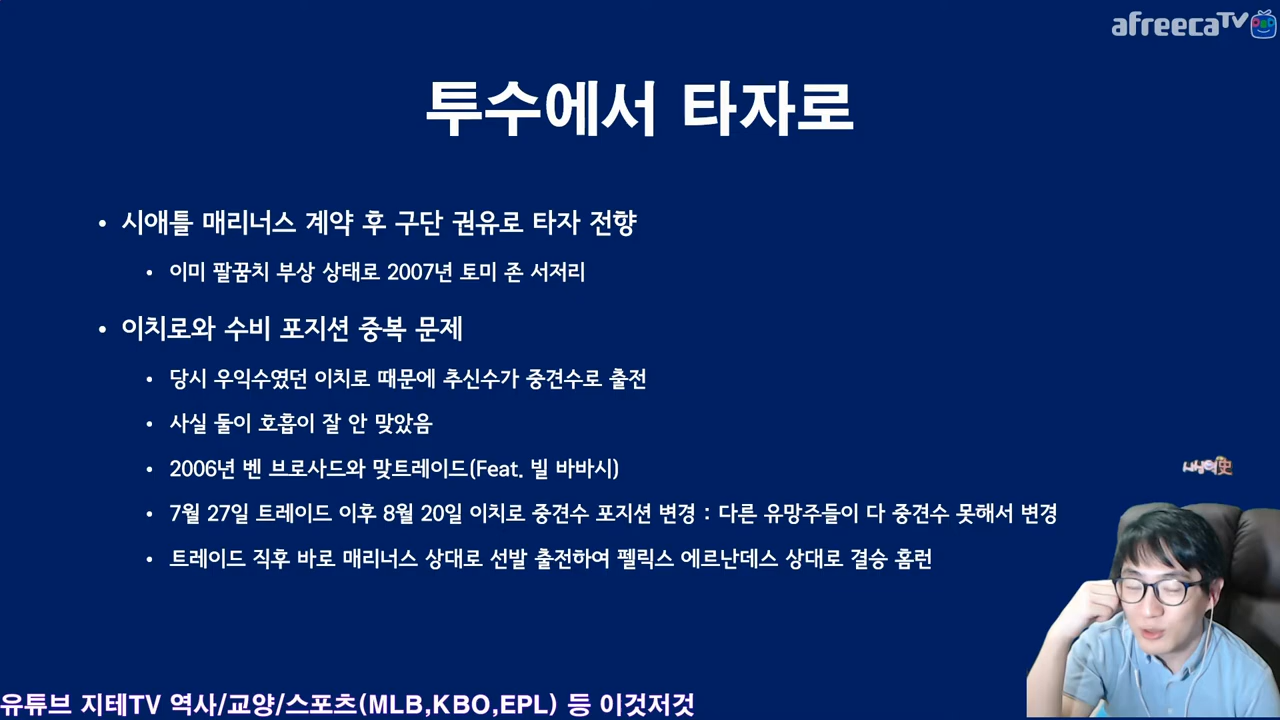 afreecaTV
투수에서 타자로
• 시애틀 매리너스 계약 후 구단 권유로 타자 전향
• 이미 팔꿈치 부상 상태로 2007년 토미 존 서저리
• 이치로와 수비 포지션 중복 문제
• 당시 우익수였던 이치로 때문에 추신수가 중견수로 출전
• 사실 둘이 호흡이 잘 안 맞았음
• 2006년 벤 브로사드와 맞트레이드(Feat. 빌 바바시)
• 7월 27일 트레이드 이후 8월 20일 이치로 중견수 포지션 변경 : 다른 유망주들이 다 중견수 못해서 변경
• 트레이드 직후 바로 매리너스 상대로 선발 출전하여 펠릭스 에르난데스 상대로 결승 홈런
유튜브 지테TV 역사/교양/스포츠(MLB,KBO,EPL) 등 이것저것